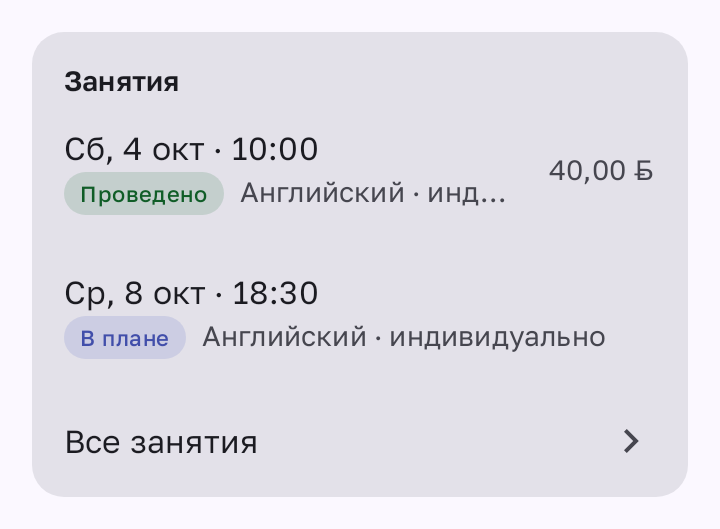 Занятия
Сб, 4 окт · 10:00
40,00 Ƃ
Проведено Английский · инд...
Ср, 8 окт · 18:30
В плане Английский · индивидуально
Все занятия